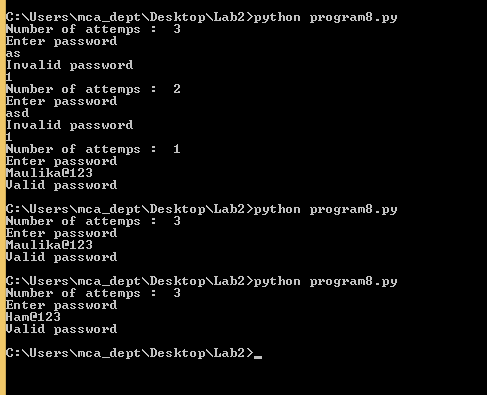 C:\Users\mca_dept\Desktop\Lab2>python program8.py
Number of attemps :  3
Enter password
as
Invalid password
1
Number of attemps :  2
Enter password
asd
Invalid password
1
Number of attemps :  1
Enter password
Maulika@123
Valid password
C:\Users\mca_dept\Desktop\Lab2>python program8.py
Number of attemps :  3
Enter password
Maulika@123
Valid password
C:\Users\mca_dept\Desktop\Lab2>python program8.py
Number of attemps :  3
Enter password
Ham@123
Valid password
C:\Users\mca_dept\Desktop\Lab2>_